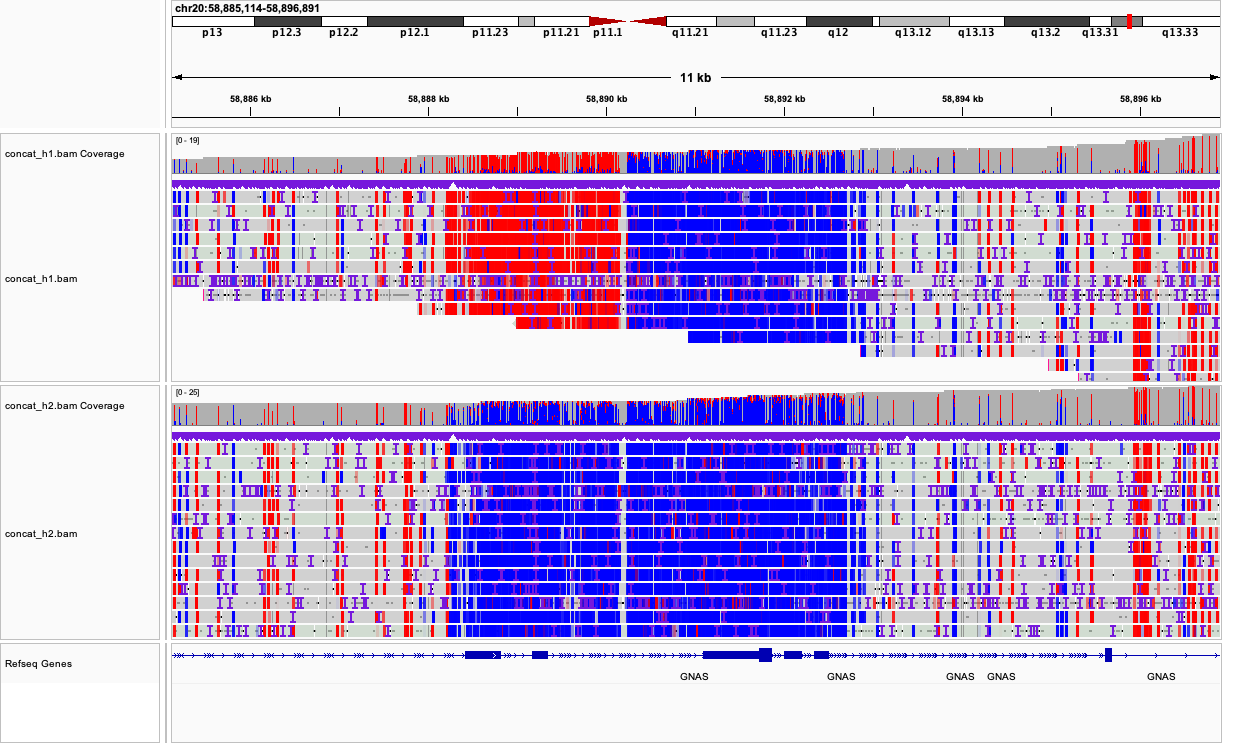 chr20:58,885,114-58,896,891
p13 p12.3 p12.2 p12.1 p11.23 p11.21 p11.1 q11.21 q11.23 q12 q13.12 q13.13 q13.2 q13.31 q13.33
11 kb
58,886 kb 58,888 kb 58,890 kb 58,892 kb 58,894 kb 58,896 kb
concat_h1.bam Coverage
[0 - 19]
concat_h1.bam
concat_h2.bam Coverage
[0 - 25]
concat_h2.bam
Refseq Genes
GNAS GNAS GNAS GNAS GNAS